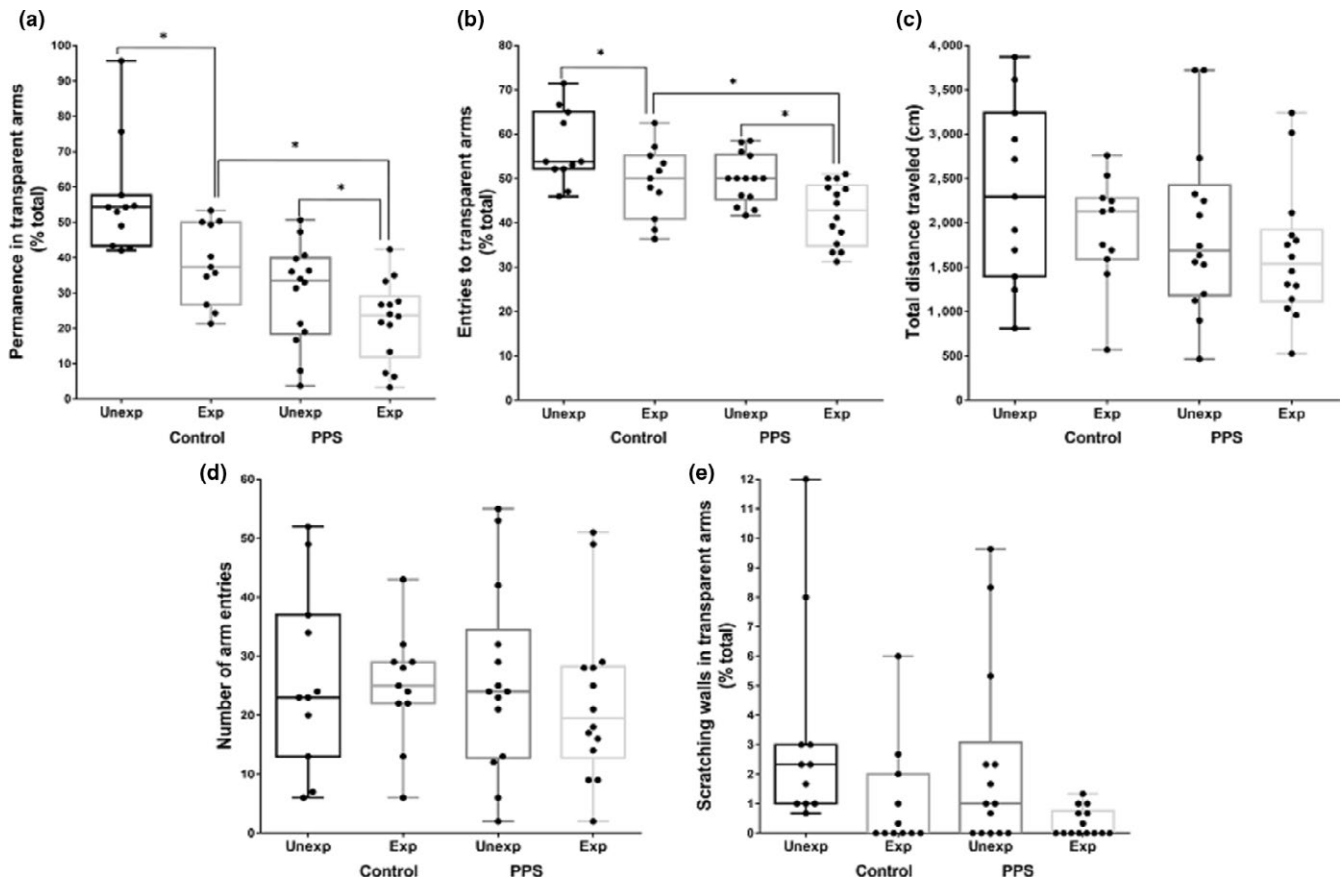 (a)
Permanence in transparent arms
(% total)
100
90
80
70
60
50
40
30
20
10
0
*
*
*
Unexp Exp Unexp Exp
Control PPS
(b)
Entries to transparent arms
(% total)
80
70
60
50
40
30
20
10
0
*
*
*
Unexp Exp Unexp Exp
Control PPS
(c)
Total distance traveled (cm)
4,000
3,500
3,000
2,500
2,000
1,500
1,000
500
0
Unexp Exp Unexp Exp
Control PPS
(d)
Number of arm entries
60
50
40
30
20
10
0
Unexp Exp Unexp Exp
Control PPS
(e)
Scratching walls in transparent arms
(% total)
12
11
10
9
8
7
6
5
4
3
2
1
0
Unexp Exp Unexp Exp
Control PPS